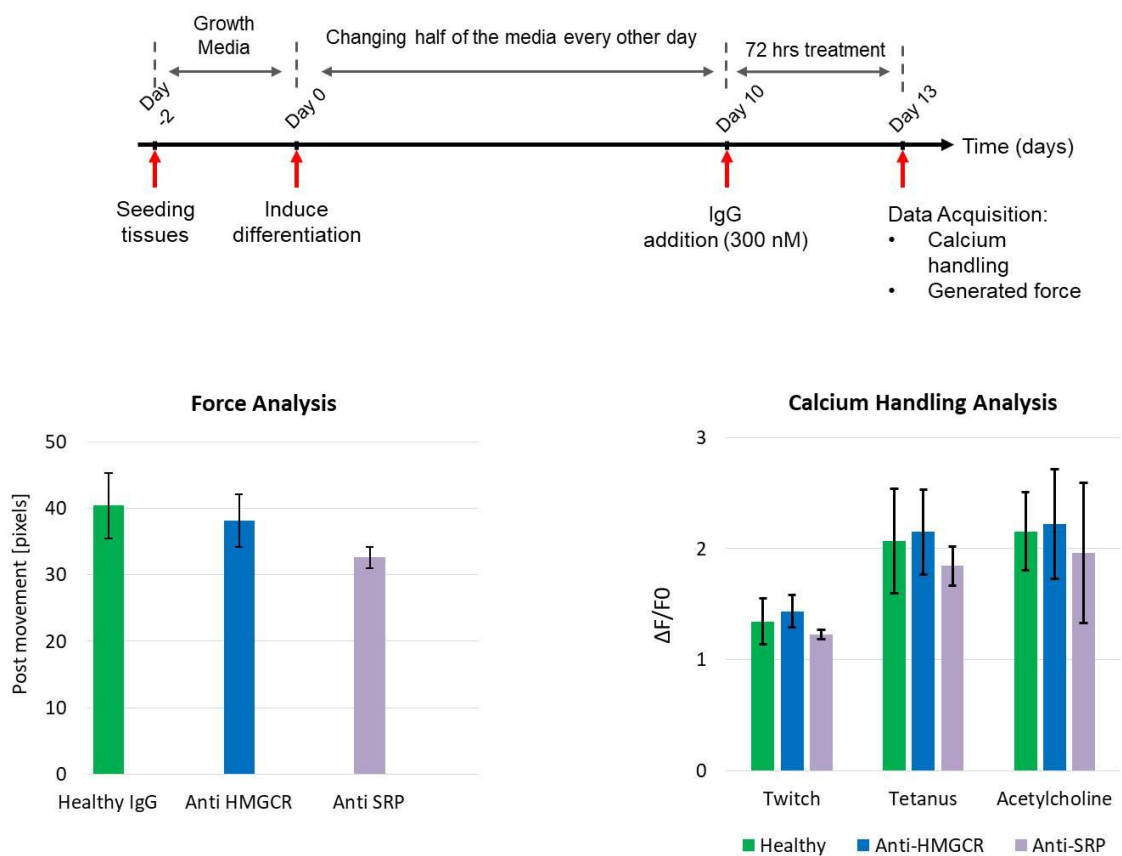 Growth
Media
Changing half of the media every other day
72 hrs treatment
Day
-2
Day 0
Day 10
Day 13
Time (days)
Seeding
tissues
Induce
differentiation
IgG
addition (300 nM)
Data Acquisition:
• Calcium
handling
• Generated force
Force Analysis
Post movement [pixels]
50
40
30
20
10
0
Healthy IgG Anti HMGCR Anti SRP
Calcium Handling Analysis
ΔF/F0
3
2
1
0
Twitch Tetanus Acetylcholine
Healthy Anti-HMGCR Anti-SRP